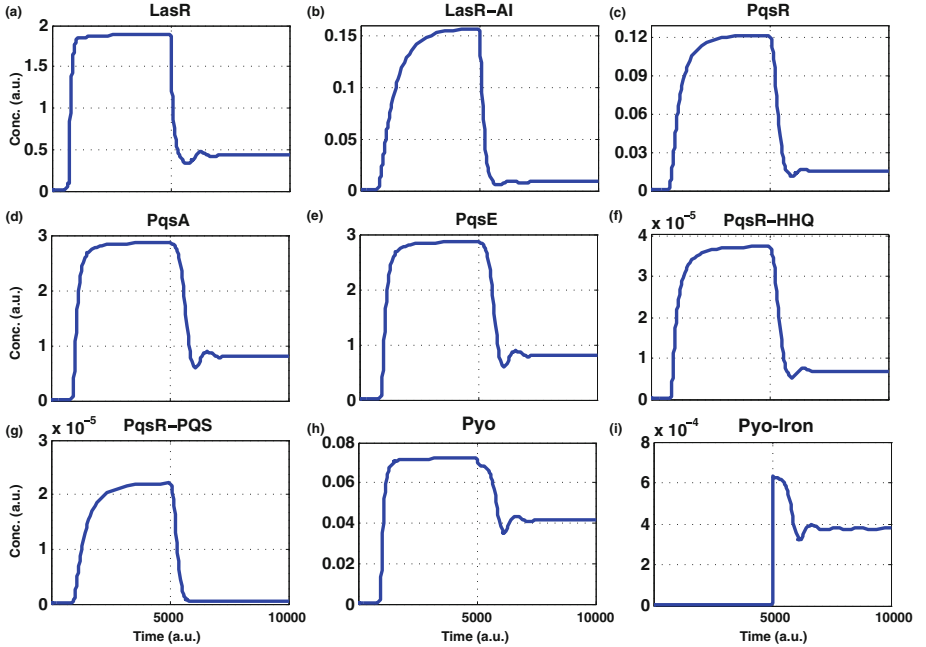 (a) LasR
Conc. (a.u.)
2
1.5
1
0.5
0
(b) LasR–AI
0.15
0.1
0.05
0
(c) PqsR
0.12
0.09
0.06
0.03
0
(d) PqsA
Conc. (a.u.)
3
2
1
0
(e) PqsE
3
2
1
0
(f) x 10⁻⁵ PqsR–HHQ
4
3
2
1
0
(g) x 10⁻⁵ PqsR–PQS
Conc. (a.u.)
3
2
1
0
0 5000 10000
Time (a.u.)
(h) Pyo
0.08
0.06
0.04
0.02
0
0 5000 10000
Time (a.u.)
(i) x 10⁻⁴ Pyo-Iron
8
6
4
2
0
0 5000 10000
Time (a.u.)